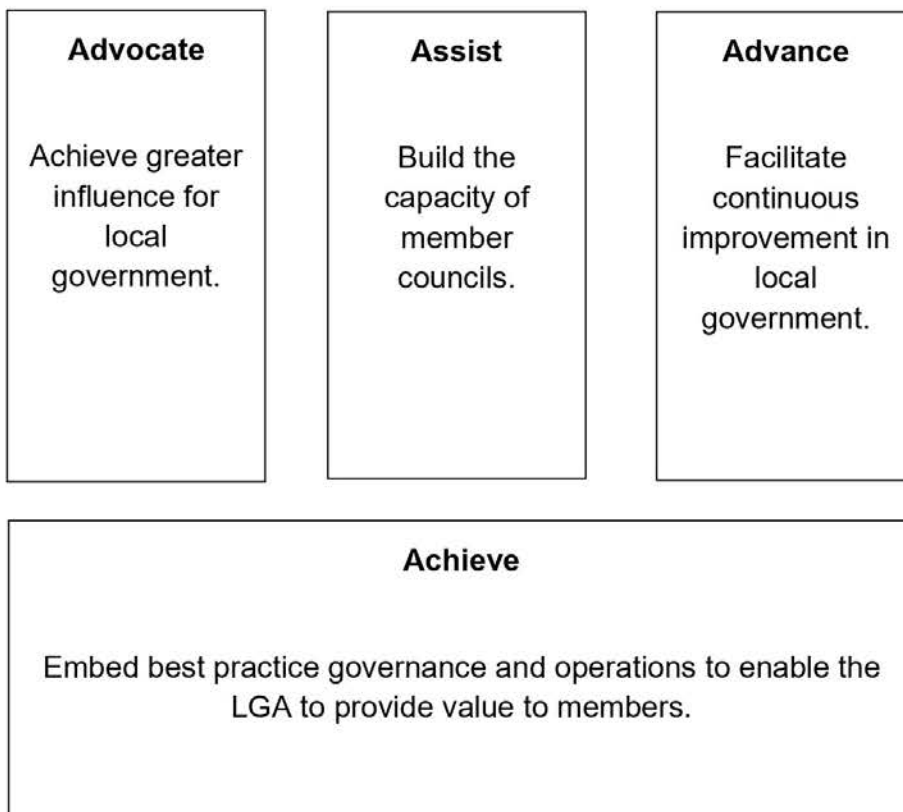 Advocate
Achieve greater
influence for
local
government.
Assist
Build the
capacity of
member
councils.
Advance
Facilitate
continuous
improvement in
local
government.
Achieve
Embed best practice governance and operations to enable the
LGA to provide value to members.